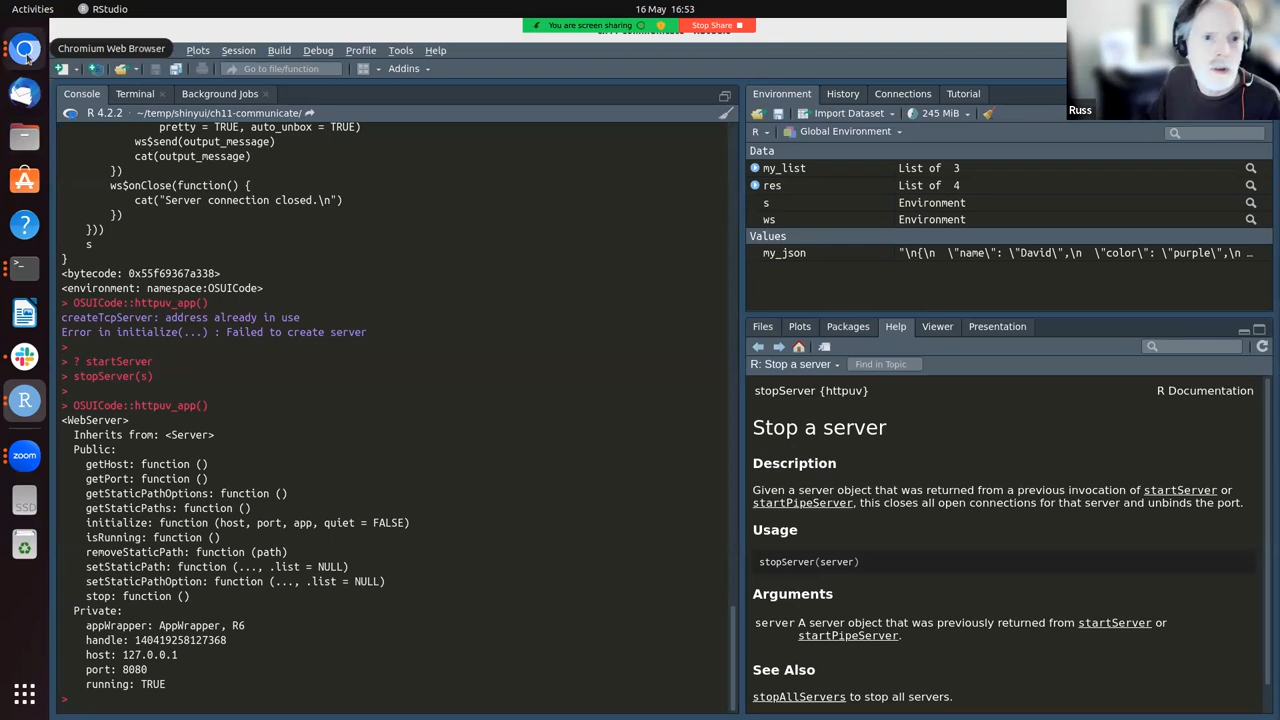 Activities
RStudio
16 May 16:53
You are screen sharing
Stop Share
Chromium Web Browser
Plots
Session
Build
Debug
Profile
Tools
Help
Go to file/function
Addins
Console
Terminal
Background Jobs
R 4.2.2 · ~/temp/shinyui/ch11-communicate/
pretty = TRUE, auto_unbox = TRUE)
ws$send(output_message)
cat(output_message)
})
ws$onClose(function() {
cat("Server connection closed.\n")
})
}))
s
}
<bytecode: 0x55f69367a338>
<environment: namespace:OSUICode>
> OSUICode::httpuv_app()
createTcpServer: address already in use
Error in initialize(...) : Failed to create server
>
> ? startServer
> stopServer(s)
>
> OSUICode::httpuv_app()
<WebServer>
Inherits from: <Server>
Public:
getHost: function ()
getPort: function ()
getStaticPathOptions: function ()
getStaticPaths: function ()
initialize: function (host, port, app, quiet = FALSE)
isRunning: function ()
removeStaticPath: function (path)
setStaticPath: function (..., .list = NULL)
setStaticPathOption: function (..., .list = NULL)
stop: function ()
Private:
appWrapper: AppWrapper, R6
handle: 140419258127368
host: 127.0.0.1
port: 8080
running: TRUE
>
Environment
History
Connections
Tutorial
Import Dataset
245 MiB
R
Global Environment
Data
my_list List of 3
res List of 4
s Environment
ws Environment
Values
my_json "\n{\n \"name\": \"David\",\n \"color\": \"purple\",\n …
Files
Plots
Packages
Help
Viewer
Presentation
R: Stop a server
Find in Topic
stopServer {httpuv}
R Documentation
Stop a server
Description
Given a server object that was returned from a previous invocation of startServer or
startPipeServer, this closes all open connections for that server and unbinds the port.
Usage
stopServer(server)
Arguments
server A server object that was previously returned from startServer or
startPipeServer.
See Also
stopAllServers to stop all servers.
Russ
zoom
SSD